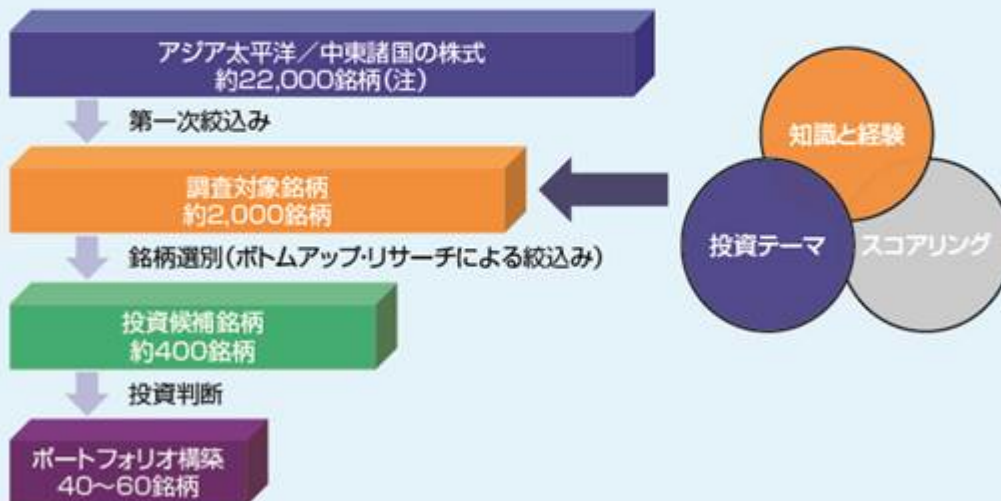 アジア太平洋／中東諸国の株式
約22,000銘柄(注)
第一次絞込み
調査対象銘柄
約2,000銘柄
銘柄選別(ボトムアップ・リサーチによる絞込み)
投資候補銘柄
約400銘柄
投資判断
ポートフォリオ構築
40～60銘柄
知識と経験
投資テーマ
スコアリング